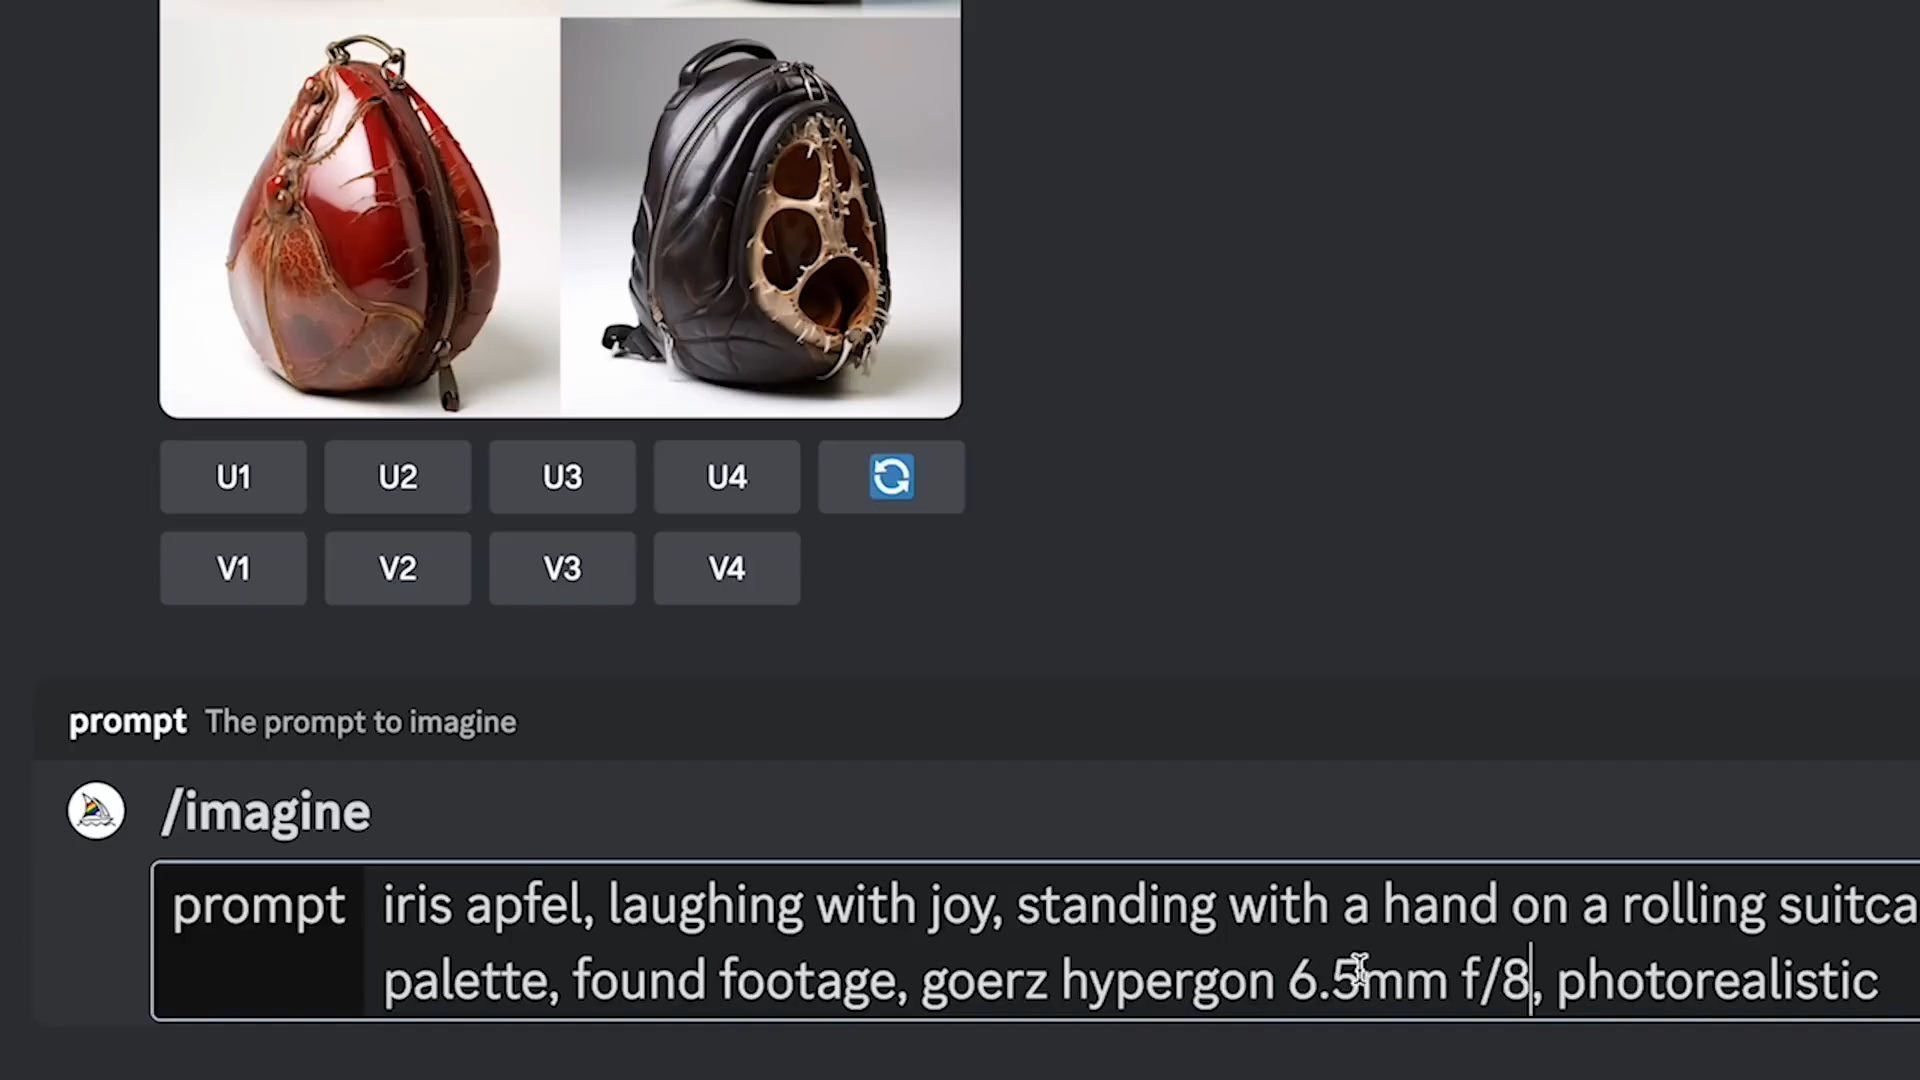 U1 U2 U3 U4
V1 V2 V3 V4
prompt The prompt to imagine
/imagine
prompt iris apfel, laughing with joy, standing with a hand on a rolling suitca
palette, found footage, goerz hypergon 6.5mm f/8, photorealistic